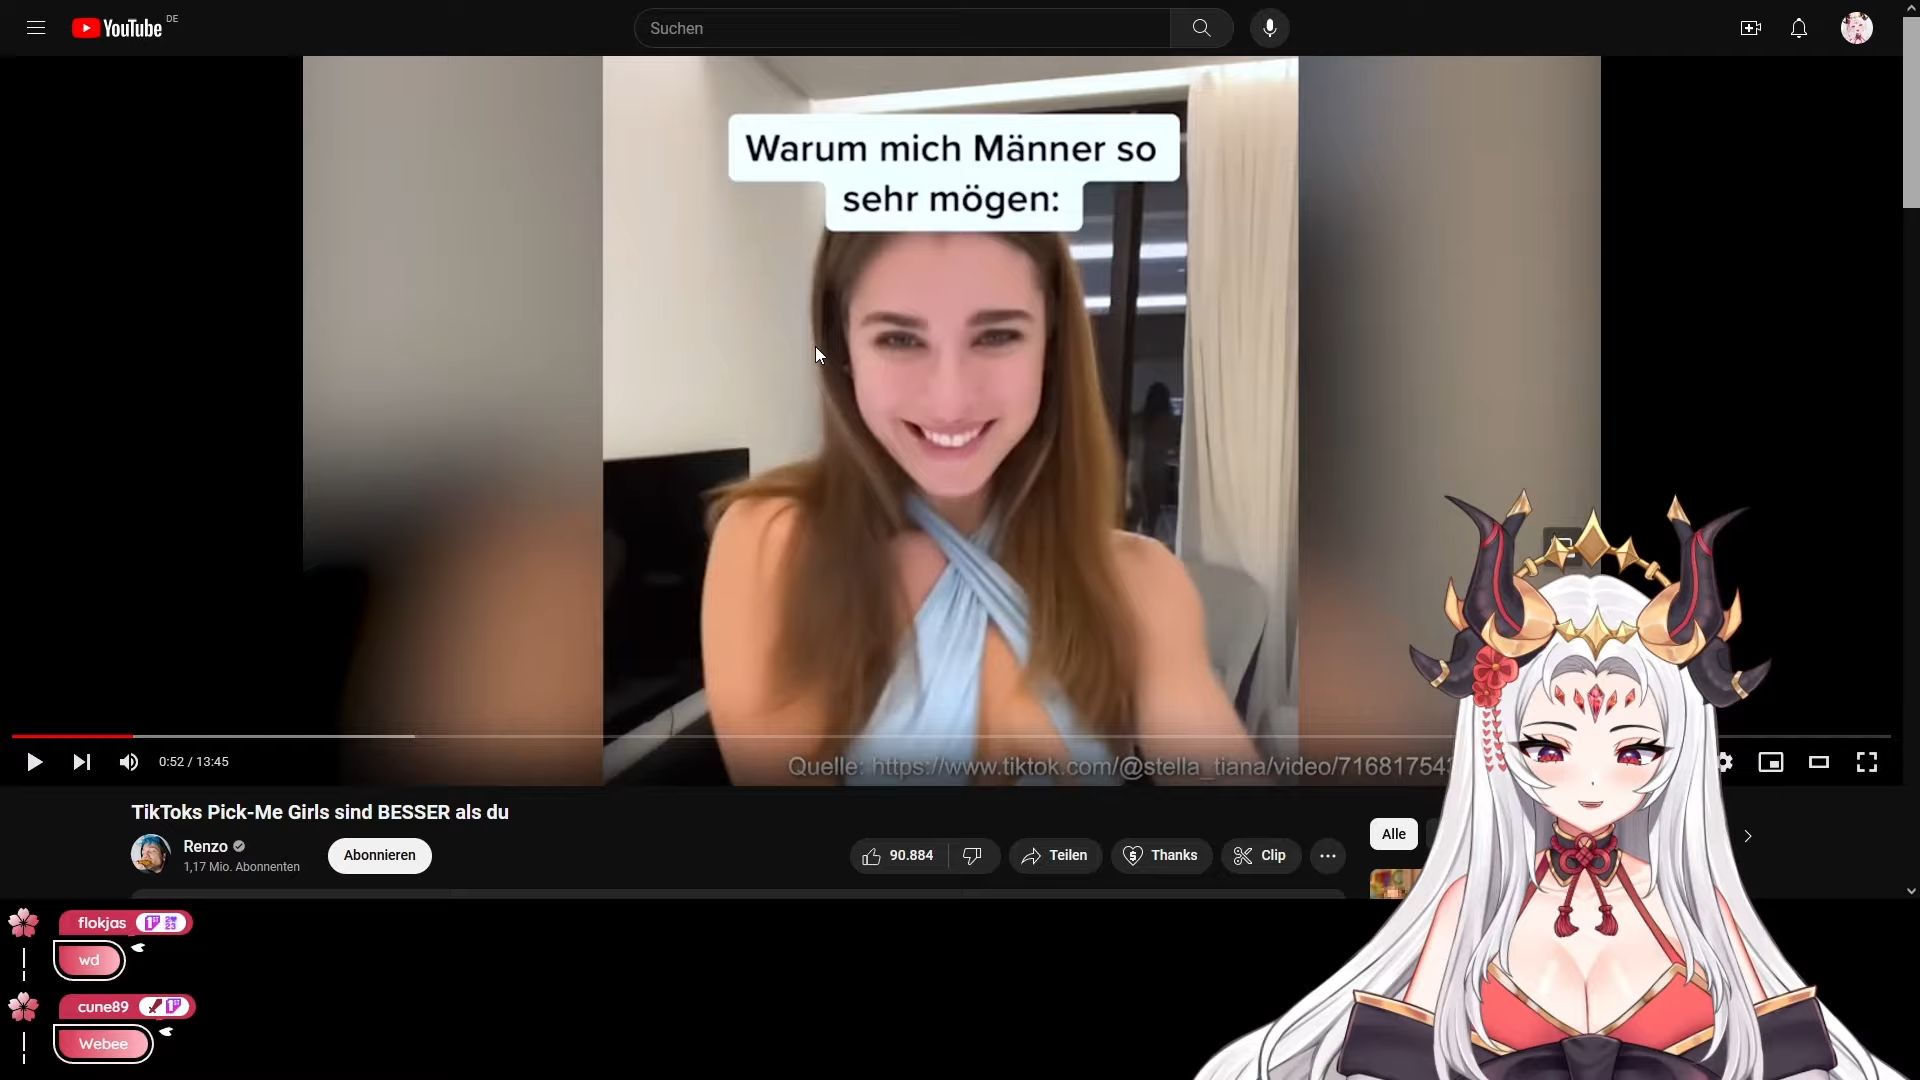 YouTube DE
Suchen
Warum mich Männer so
sehr mögen:
Quelle: https://www.tiktok.com/@stella_tiana/video/71681754
0:52 / 13:45
TikToks Pick-Me Girls sind BESSER als du
Renzo
1,17 Mio. Abonnenten
Abonnieren
90.884
Teilen
Thanks
Clip
Alle
flokjas
wd
cune89
Webee